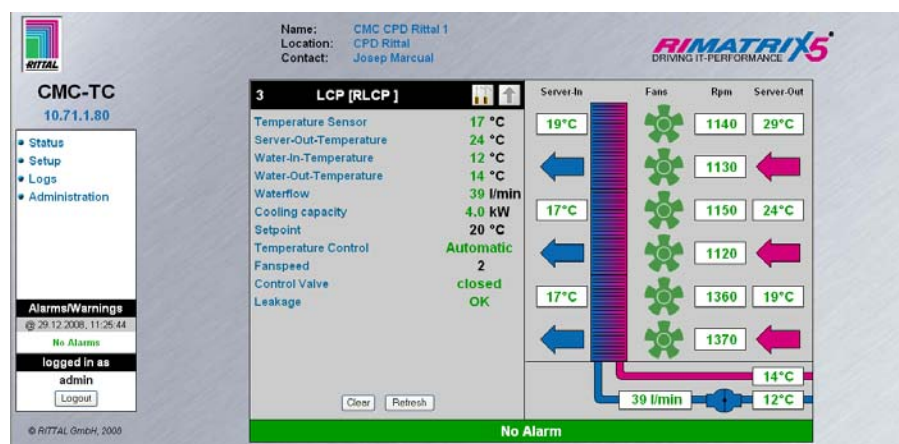 RITTAL
CMC-TC
10.71.1.80
Status
Setup
Logs
Administration
Alarms/Warnings
@ 29.12.2008, 11:25:44
No Alarms
logged in as
admin
Logout
© RITTAL GmbH, 2008
Name: CMC CPD Rittal 1
Location: CPD Rittal
Contact: Josep Marcual
RIMATRIX5
DRIVING IT-PERFORMANCE
3 LCP [RLCP ]
Temperature Sensor 17 °C
Server-Out-Temperature 24 °C
Water-In-Temperature 12 °C
Water-Out-Temperature 14 °C
Waterflow 39 l/min
Cooling capacity 4.0 kW
Setpoint 20 °C
Temperature Control Automatic
Fanspeed 2
Control Valve closed
Leakage OK
Clear Refresh
Server-In Fans Rpm Server-Out
19°C 1140 29°C
1130
17°C 1150 24°C
1120
17°C 1360 19°C
1370
14°C
39 l/min 12°C
No Alarm